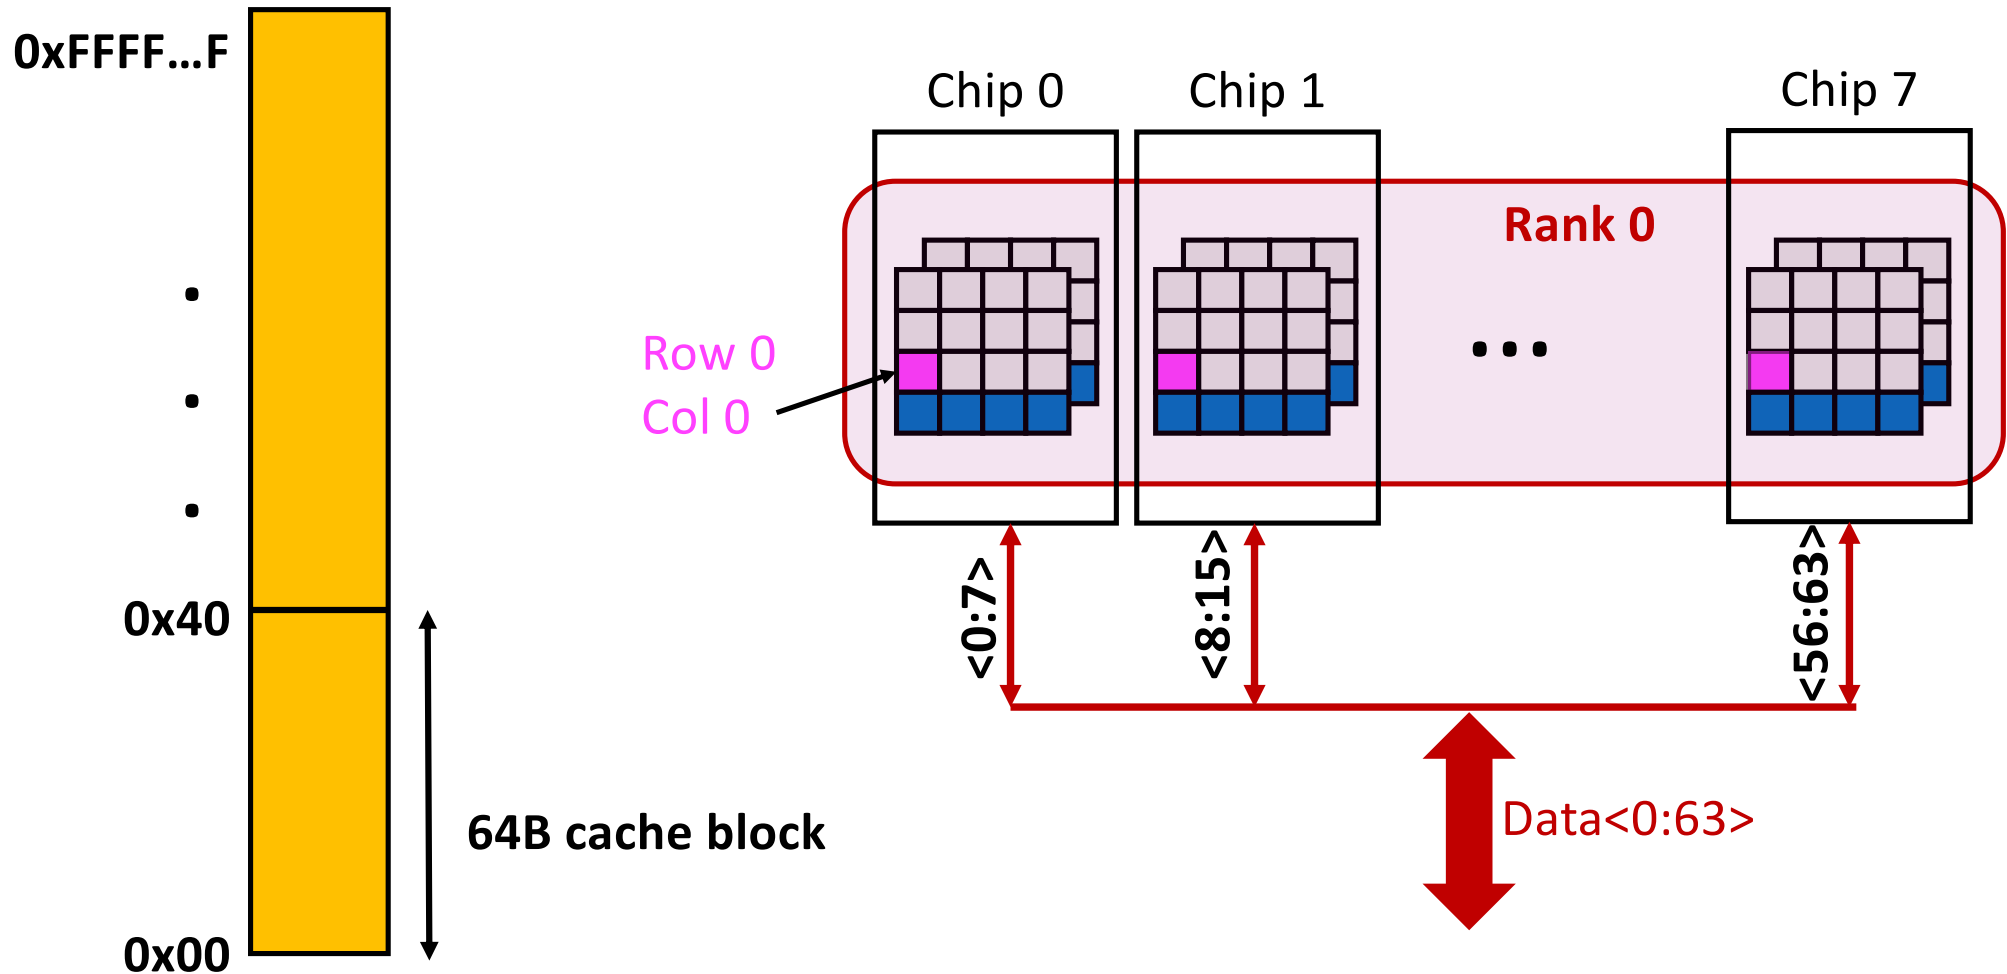 0xFFFF...F
Chip 0
Chip 1
Chip 7
Rank 0
Row 0
Col 0
...
<0:7>
<8:15>
<56:63>
0x40
64B cache block
Data<0:63>
0x00